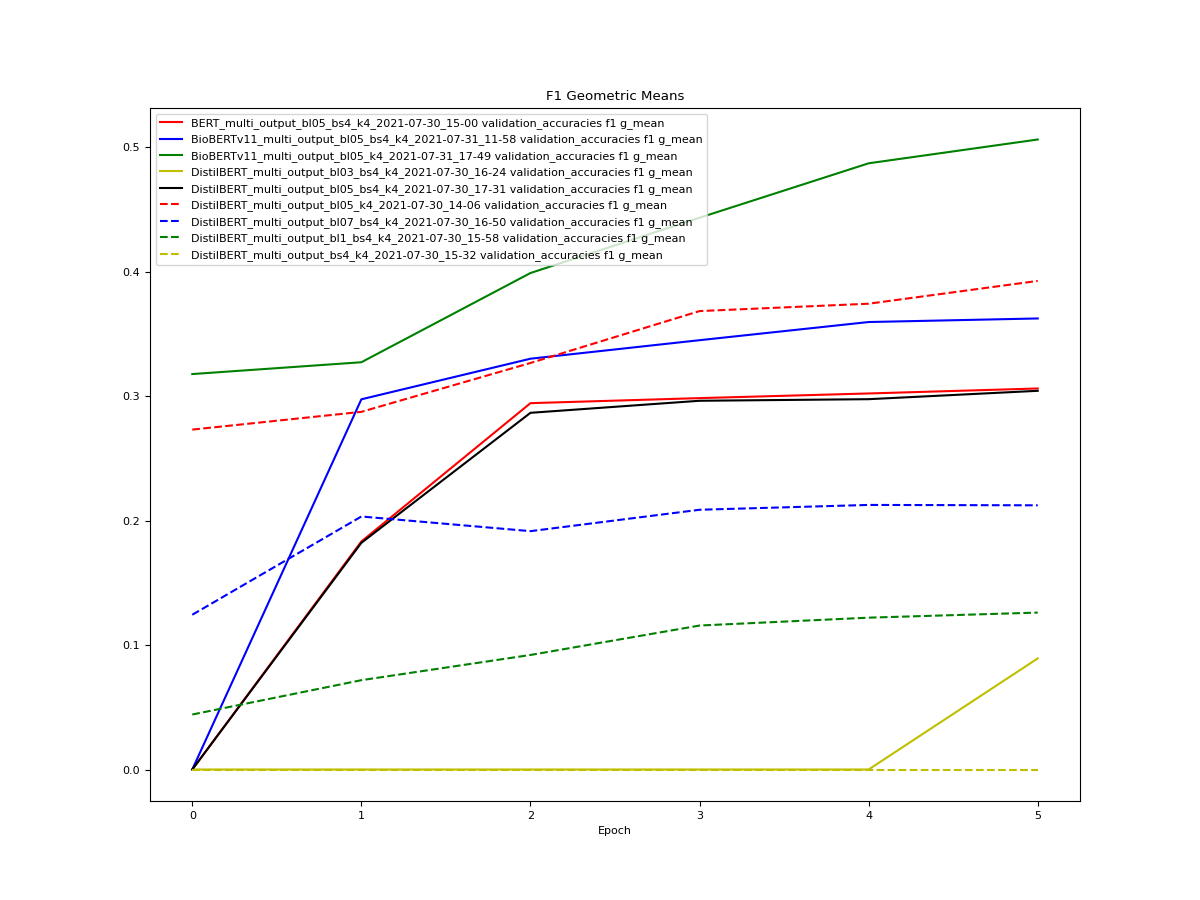 F1 Geometric Means
BERT_multi_output_bl05_bs4_k4_2021-07-30_15-00 validation_accuracies f1 g_mean
BioBERTv11_multi_output_bl05_bs4_k4_2021-07-31_11-58 validation_accuracies f1 g_mean
BioBERTv11_multi_output_bl05_k4_2021-07-31_17-49 validation_accuracies f1 g_mean
DistilBERT_multi_output_bl03_bs4_k4_2021-07-30_16-24 validation_accuracies f1 g_mean
DistilBERT_multi_output_bl05_bs4_k4_2021-07-30_17-31 validation_accuracies f1 g_mean
DistilBERT_multi_output_bl05_k4_2021-07-30_14-06 validation_accuracies f1 g_mean
DistilBERT_multi_output_bl07_bs4_k4_2021-07-30_16-50 validation_accuracies f1 g_mean
DistilBERT_multi_output_bl1_bs4_k4_2021-07-30_15-58 validation_accuracies f1 g_mean
DistilBERT_multi_output_bs4_k4_2021-07-30_15-32 validation_accuracies f1 g_mean
0.5
0.4
0.3
0.2
0.1
0.0
0 1 2 3 4 5
Epoch